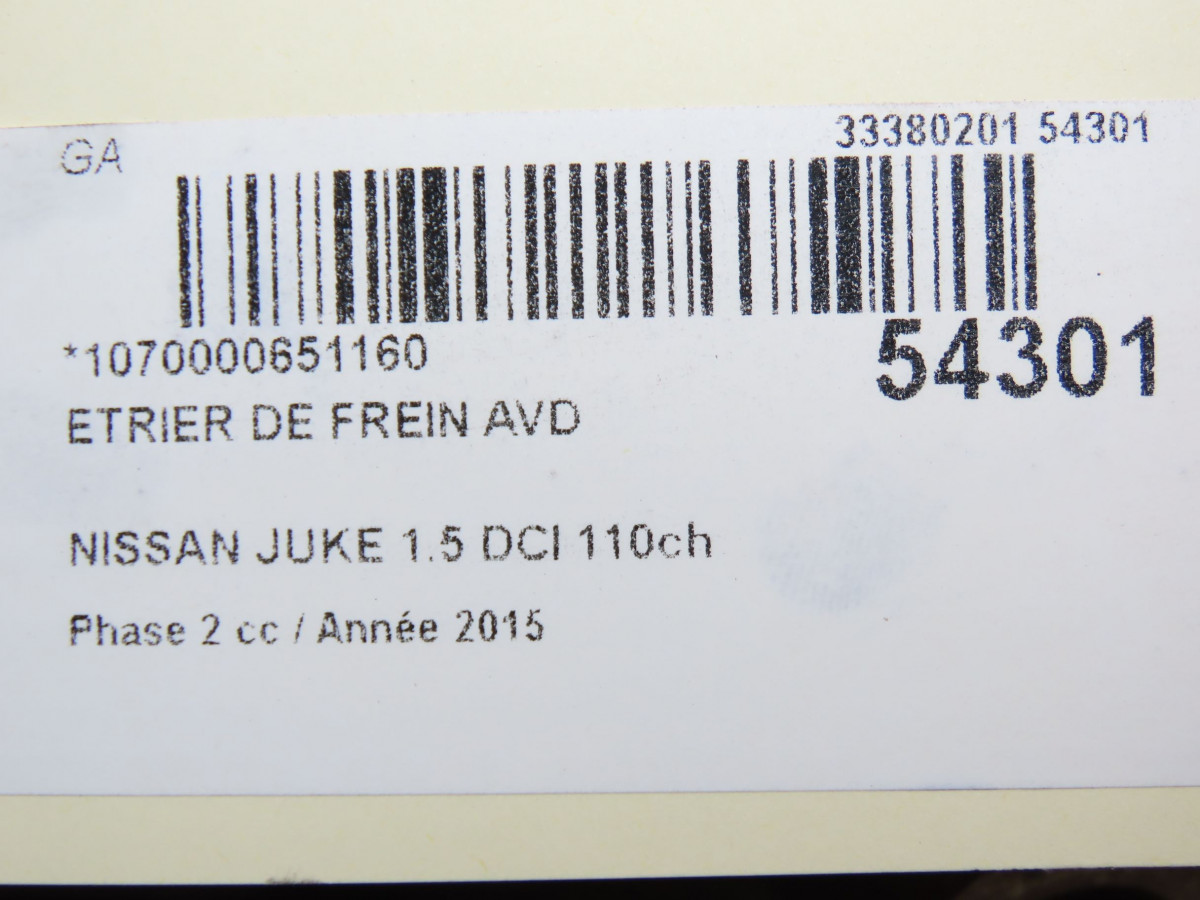 GA
33380201 54301
*1070000651160
54301
ETRIER DE FREIN AVD
NISSAN JUKE 1.5 DCI 110ch
Phase 2 cc / Année 2015